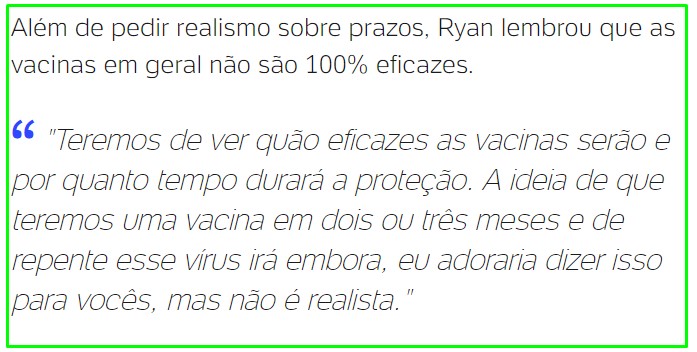 Além de pedir realismo sobre prazos, Ryan lembrou que as
vacinas em geral não são 100% eficazes.
“ "Teremos de ver quão eficazes as vacinas serão e
por quanto tempo durará a proteção. A ideia de que
teremos uma vacina em dois ou três meses e de
repente esse vírus irá embora, eu adoraria dizer isso
para vocês, mas não é realista."